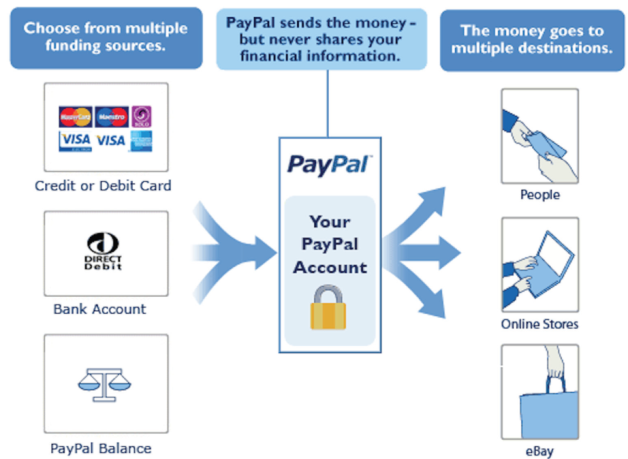 Choose from multiple
funding sources.
PayPal sends the money -
but never shares your
financial information.
The money goes to
multiple destinations.
MasterCard
Maestro
SOLO
VISA
VISA
Credit or Debit Card
DIRECT
Debit
Bank Account
PayPal Balance
PayPal™
Your
PayPal
Account
People
Online Stores
eBay